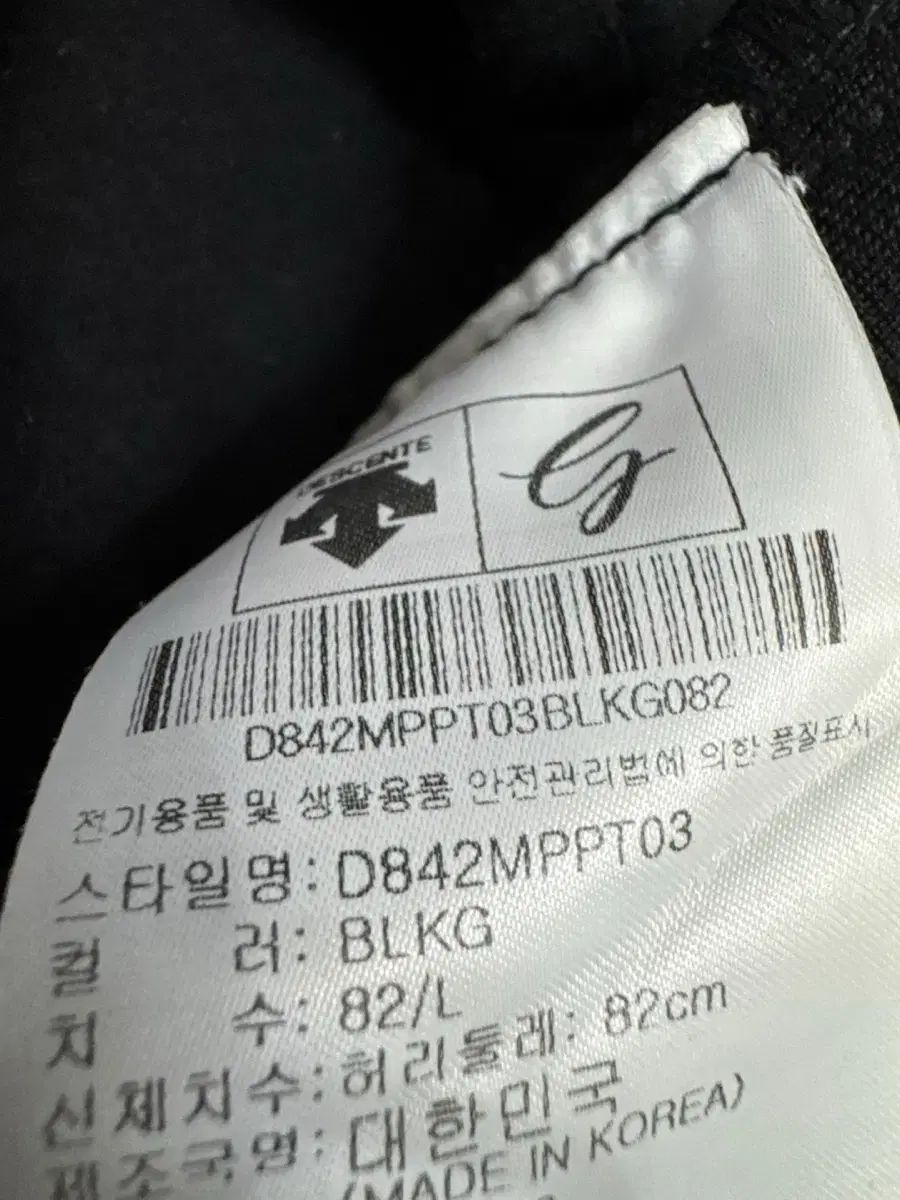 DESCENTE
G
D842MPPT03BLKG082
전기용품 및 생활용품 안전관리법에 의한 품질표시
스타일명: D842MPPT03
컬 러: BLKG
치 수: 82/L
신체치수: 허리둘레: 82cm
제조국명: 대한민국
(MADE IN KOREA)